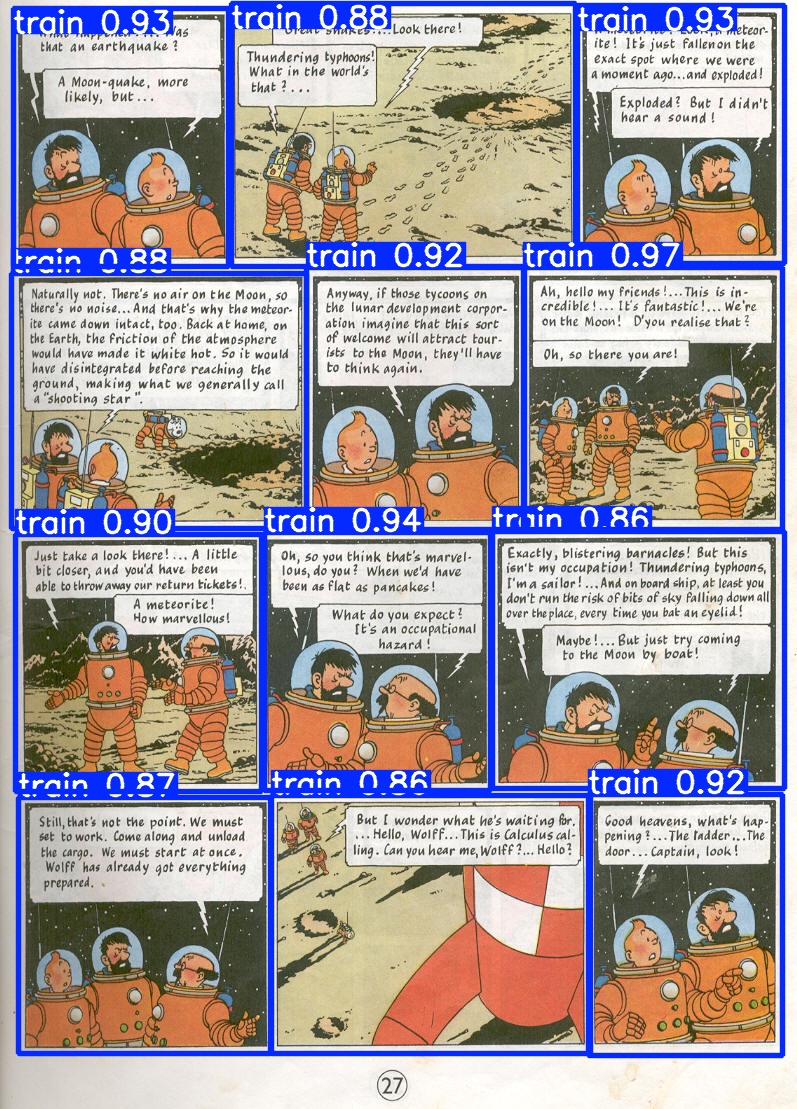 train 0.93
that an earthquake?
A Moon-quake, more
likely, but...
train 0.88
Great snakes!...Look there!
Thundering typhoons!
What in the world's
that?...
train 0.93
meteor-
ite! It's just fallen on the
exact spot where we were
a moment ago...and exploded!
Exploded? But I didn't
hear a sound!
train 0.88
Naturally not. There's no air on the Moon, so
there's no noise...And that's why the meteor-
ite came down intact, too. Back at home, on
the Earth, the friction of the atmosphere
would have made it white hot. So it would
have disintegrated before reaching the
ground, making what we generally call
a "shooting star".
train 0.92
Anyway, if those tycoons on
the lunar development corpor-
ation imagine that this sort
of welcome will attract tour-
ists to the Moon, they'll have
to think again.
train 0.97
Ah, hello my friends!...This is in-
credible!... It's fantastic!... We're
on the Moon! D'you realise that?
Oh, so there you are!
train 0.90
Just take a look there!... A little
bit closer, and you'd have been
able to throw away our return tickets!
A meteorite!
How marvellous!
train 0.94
Oh, so you think that's marvel-
lous, do you? When we'd have
been as flat as pancakes!
What do you expect?
It's an occupational
hazard!
train 0.86
Exactly, blistering barnacles! But this
isn't my occupation! Thundering typhoons,
I'm a sailor!...And on board ship, at least you
don't run the risk of bits of sky falling down all
over the place, every time you bat an eyelid!
Maybe!...But just try coming
to the Moon by boat!
train 0.87
Still, that's not the point. We must
set to work. Come along and unload
the cargo. We must start at once.
Wolff has already got everything
prepared.
train 0.86
But I wonder what he's waiting for.
...Hello, Wolff...This is Calculus cal-
ling. Can you hear me, Wolff?...Hello?
train 0.92
Good heavens, what's hap-
pening?...The ladder...The
door...Captain, look!
27